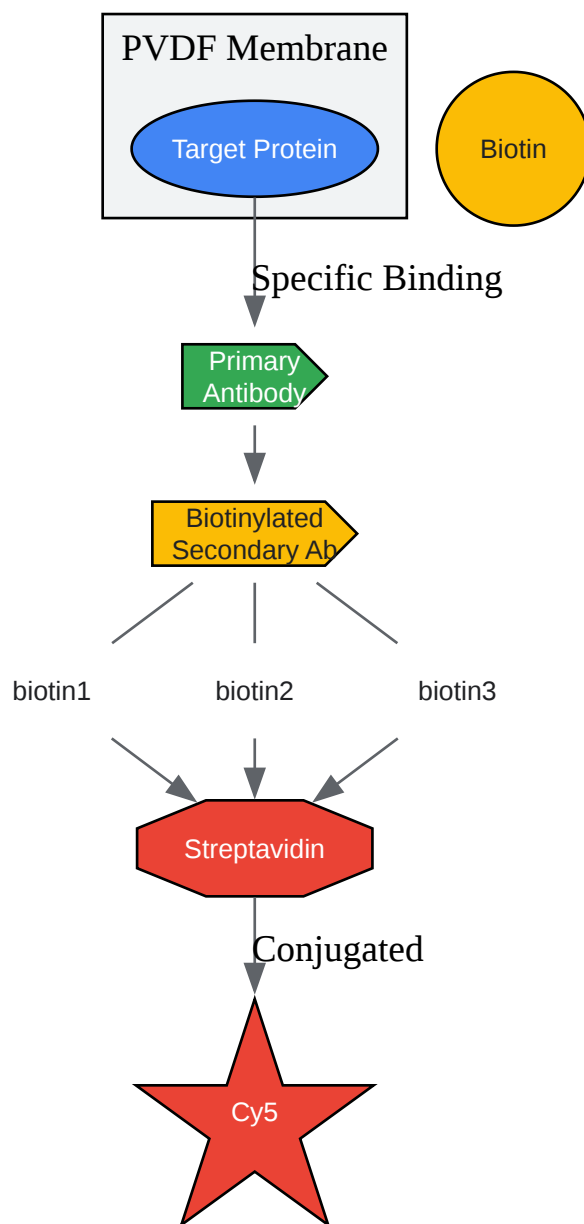 PVDF Membrane
Target Protein
Biotin
Specific Binding
Primary
Antibody
Biotinylated
Secondary Ab
biotin1
biotin2
biotin3
Streptavidin
Conjugated
Cy5